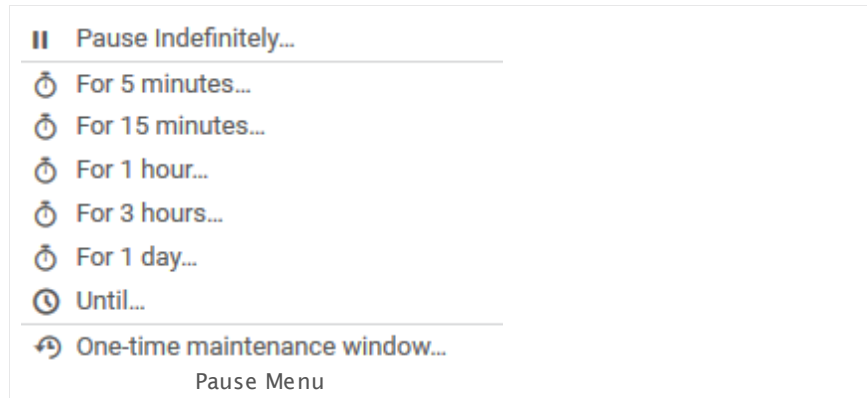 Pause Indefinitely...
For 5 minutes...
For 15 minutes...
For 1 hour...
For 3 hours...
For 1 day...
Until...
One-time maintenance window...
Pause Menu